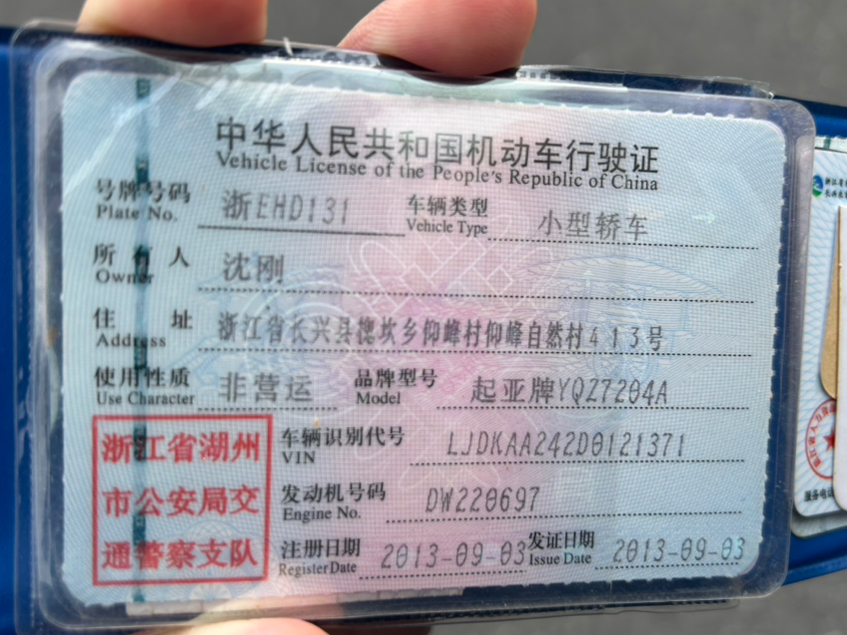 中华人民共和国机动车行驶证
Vehicle License of the People's Republic of China
号牌号码 浙EHD131 车辆类型 小型轿车
Plate No. Vehicle Type
所有人 沈刚
Owner
住址 浙江省长兴县槐坎乡仰峰村仰峰自然村413号
Address
使用性质 非营运 品牌型号 起亚牌YQZ7204A
Use Character Model
浙江省湖州
市公安局交
通警察支队
车辆识别代号 LJDKAA242D0121371
VIN
发动机号码 DW220697
Engine No.
注册日期 2013-09-03 发证日期 2013-09-03
Register Date Issue Date